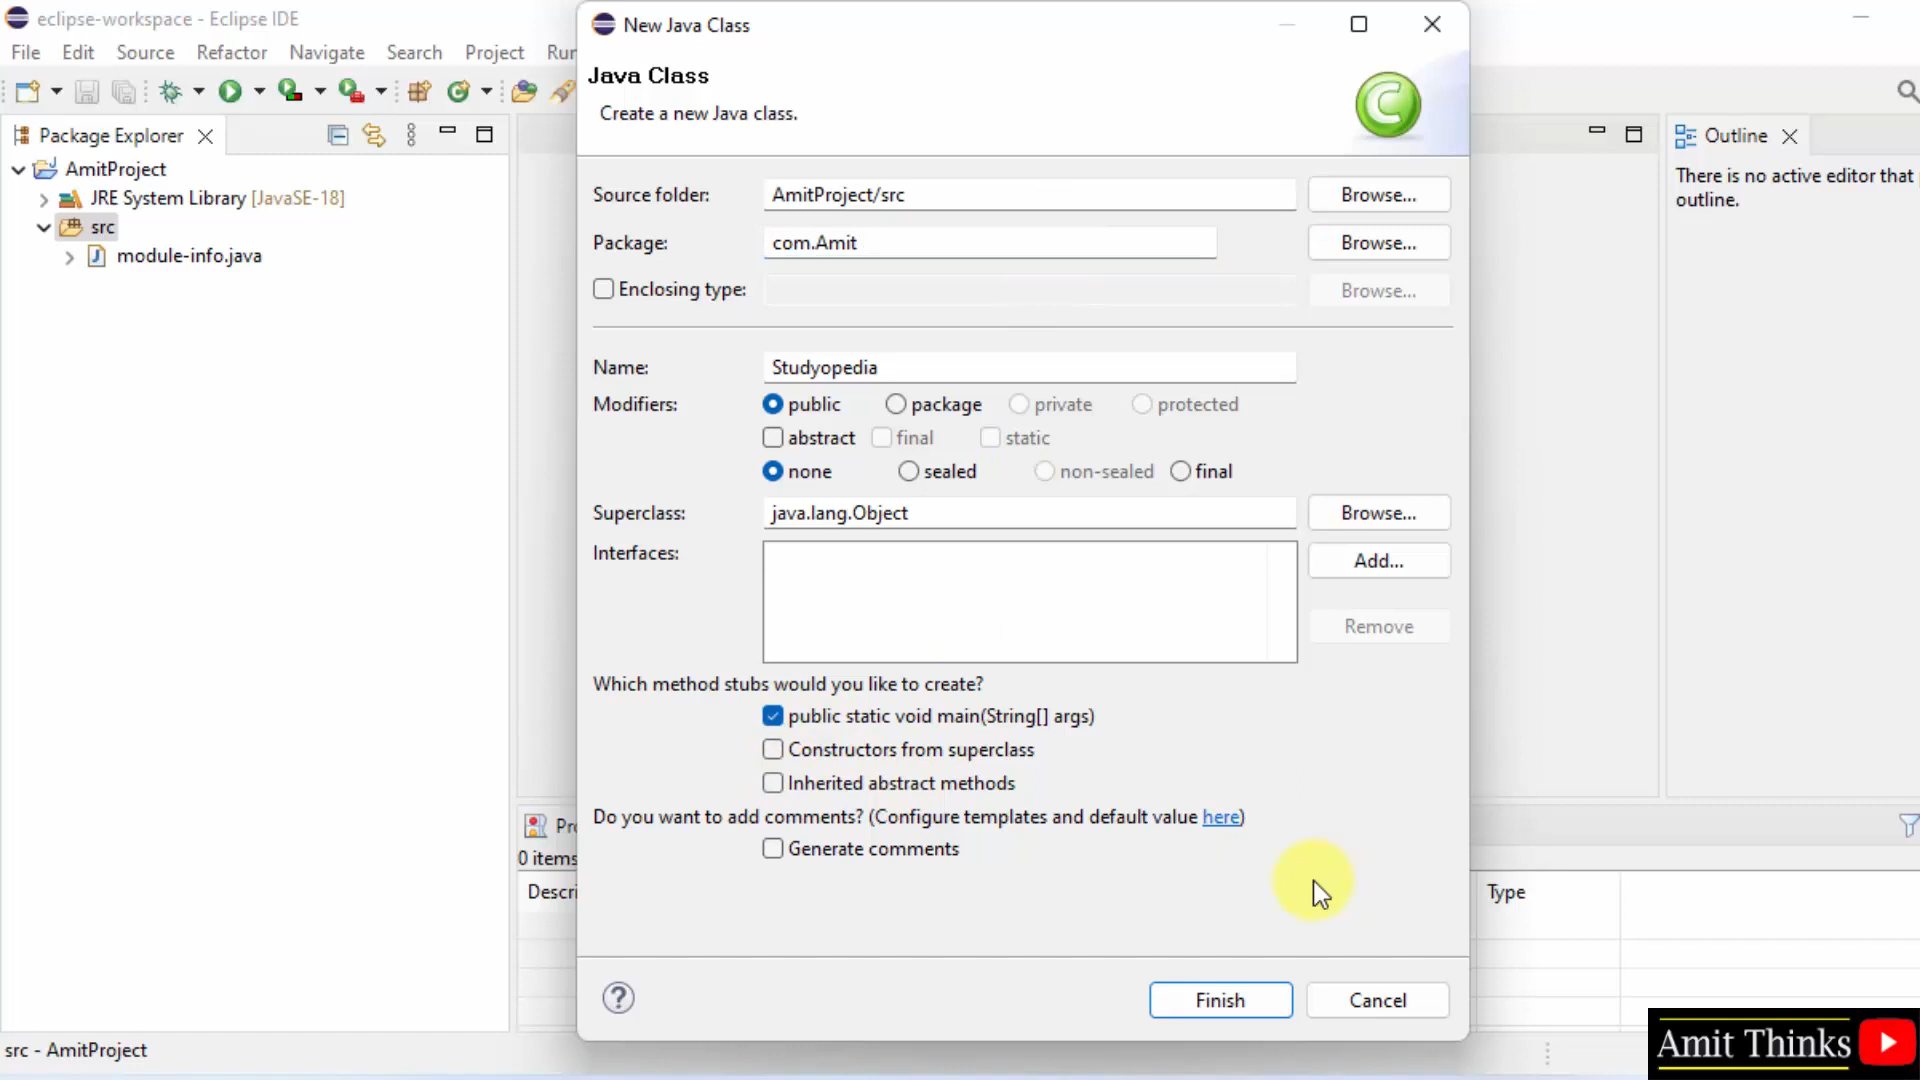 eclipse-workspace - Eclipse IDE
File Edit Source Refactor Navigate Search Project Run
Package Explorer
AmitProject
JRE System Library [JavaSE-18]
src
module-info.java
New Java Class
Java Class
Create a new Java class.
Source folder: AmitProject/src Browse...
Package: com.Amit Browse...
Enclosing type: Browse...
Name: Studyopedia
Modifiers: public package private protected
abstract final static
none sealed non-sealed final
Superclass: java.lang.Object Browse...
Interfaces: Add...
Remove
Which method stubs would you like to create?
public static void main(String[] args)
Constructors from superclass
Inherited abstract methods
Do you want to add comments? (Configure templates and default value here)
Generate comments
Finish Cancel
Outline
There is no active editor that
outline.
0 items
Type
src - AmitProject
Amit Thinks